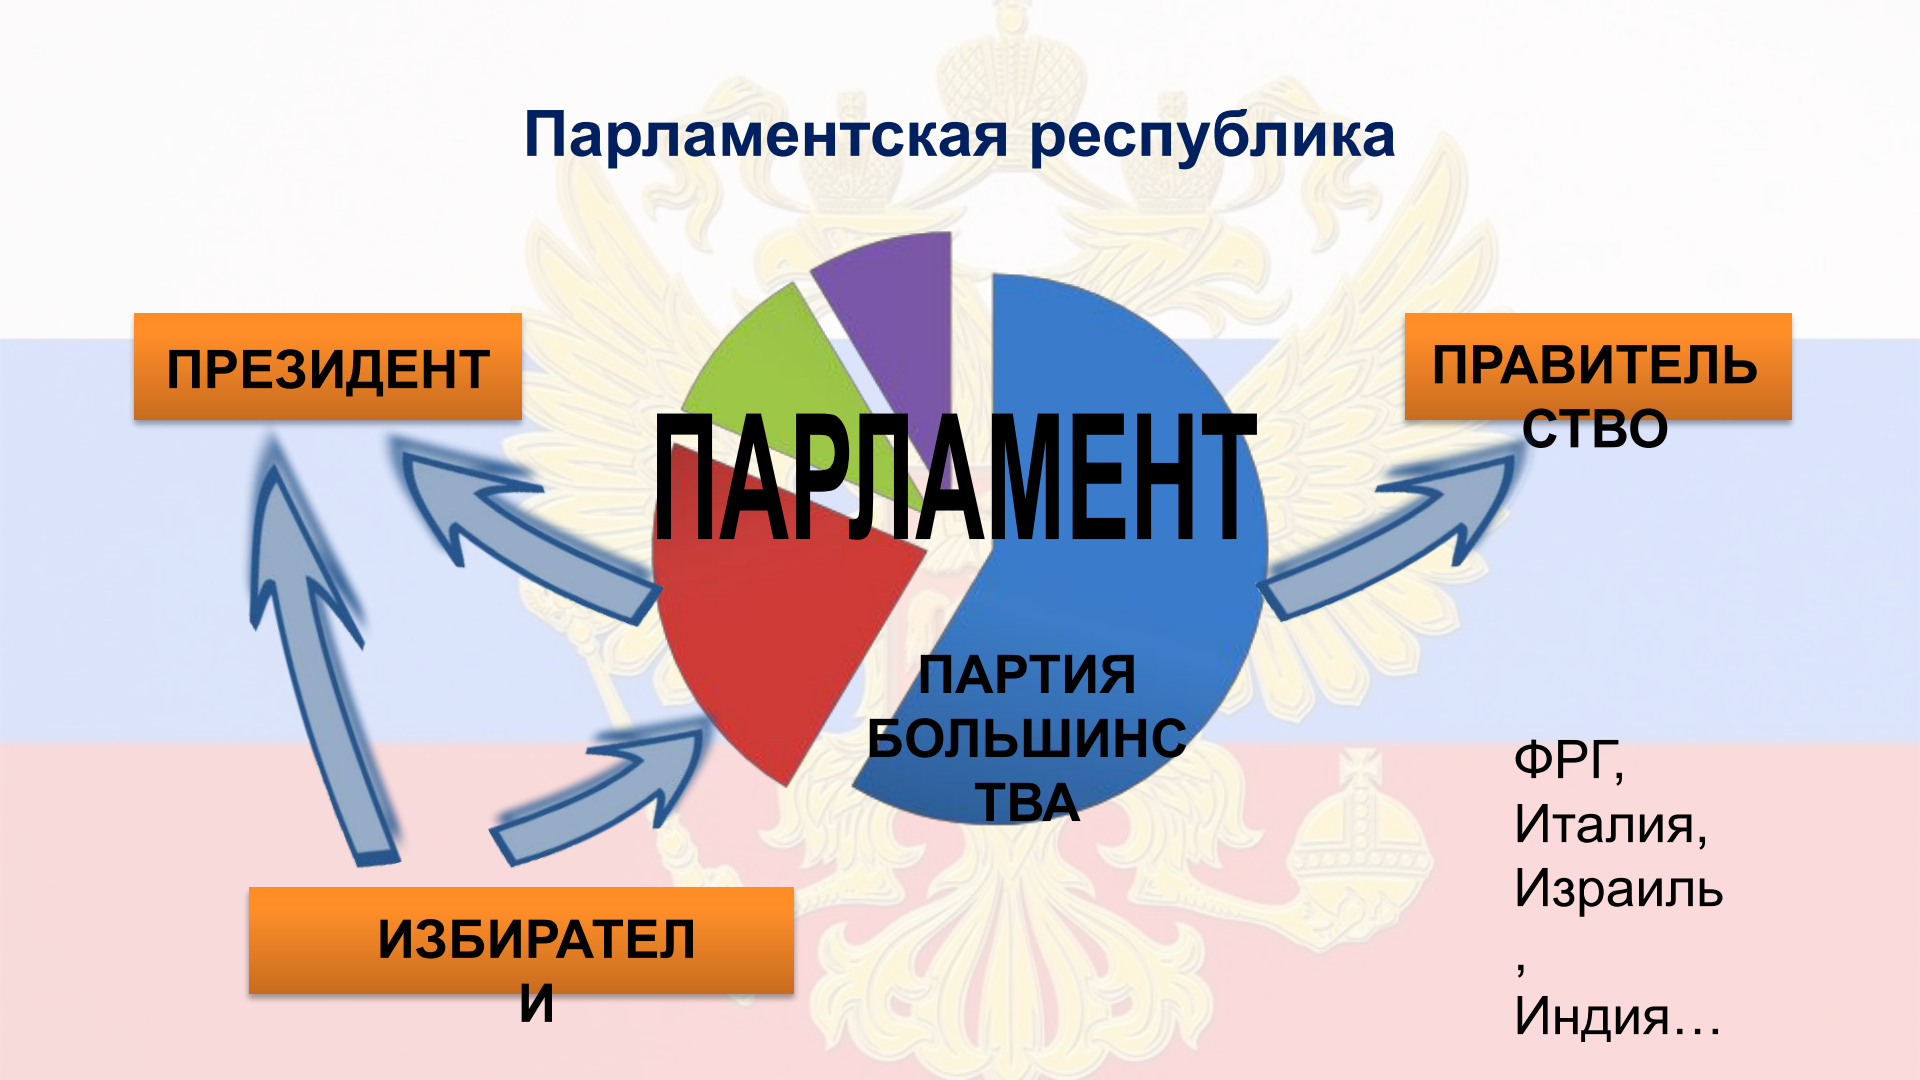 Парламентская республика
ПРЕЗИДЕНТ
ПРАВИТЕЛЬ
СТВО
ПАРЛАМЕНТ
ПАРТИЯ
БОЛЬШИНС
ТВА
ИЗБИРАТЕЛ
И
ФРГ,
Италия,
Израиль
,
Индия…